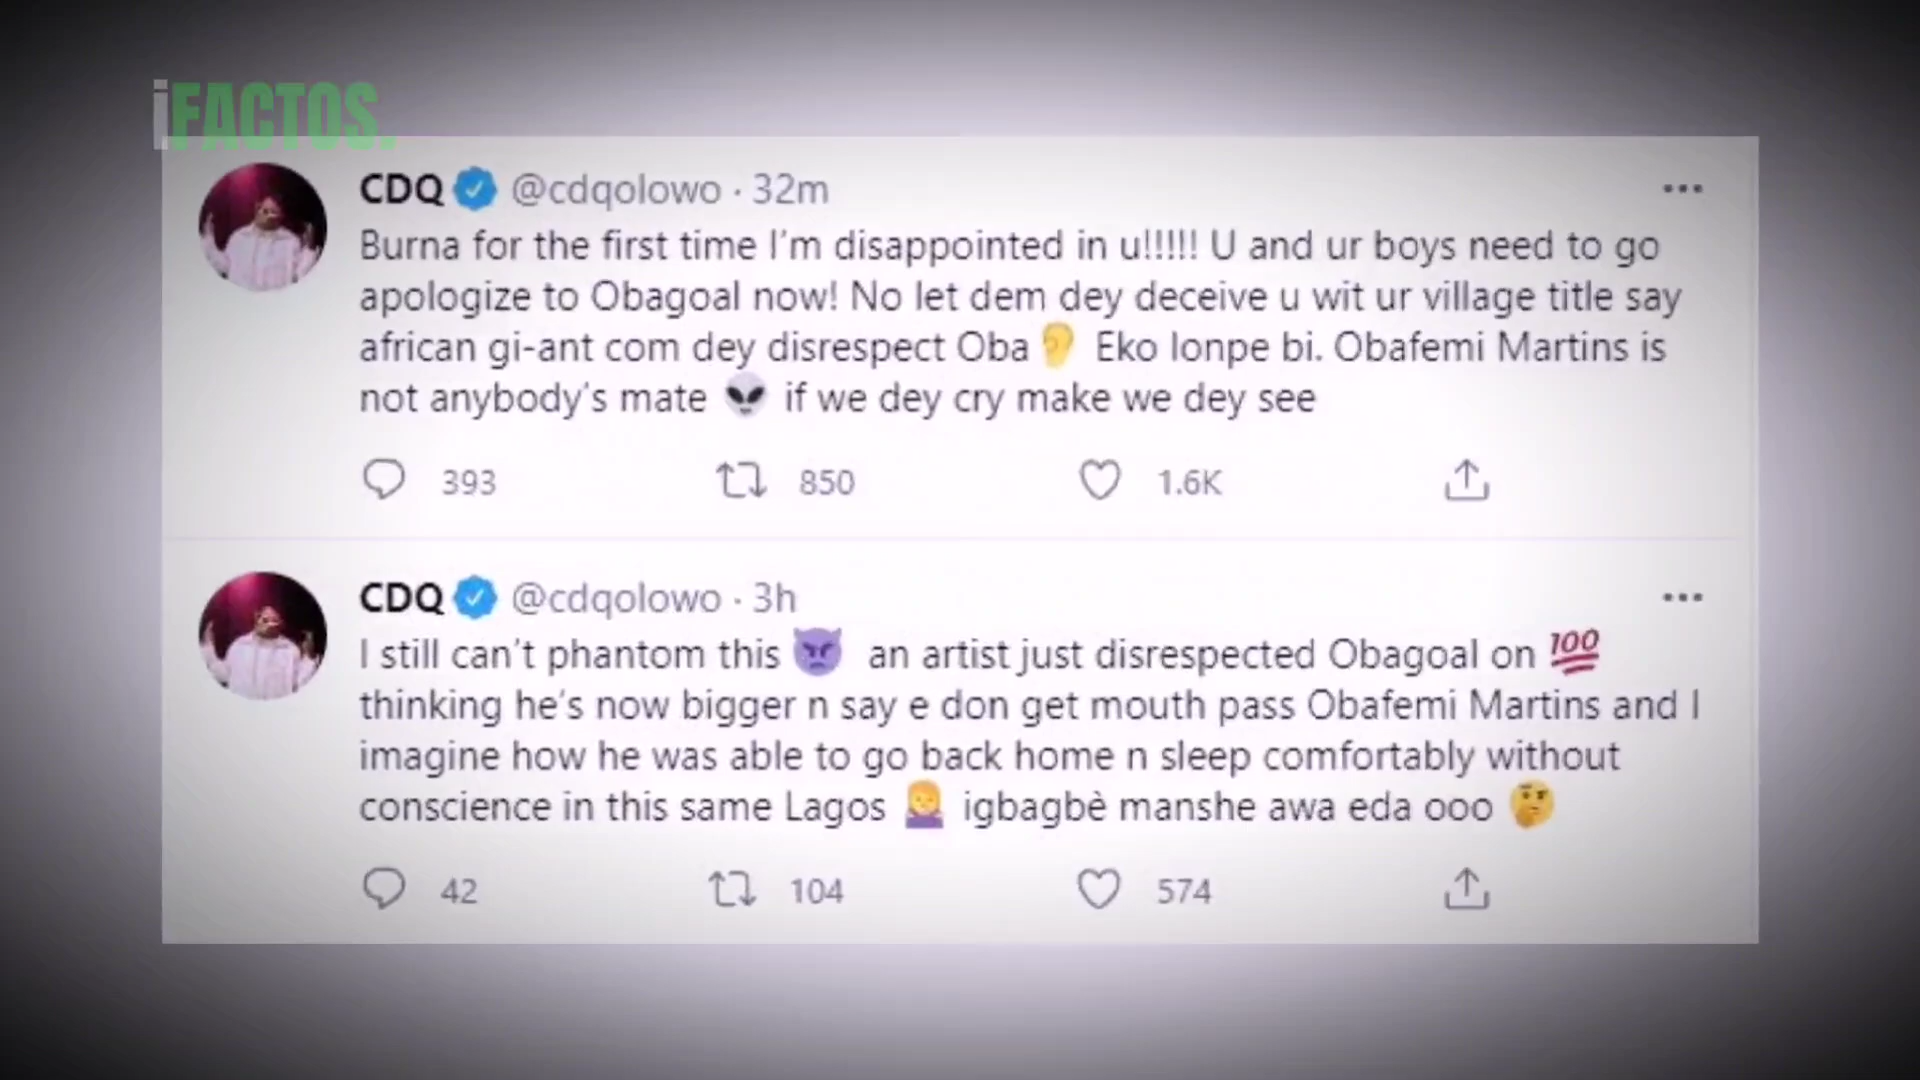 iFACTOS.
CDQ @cdqolowo · 32m
Burna for the first time I'm disappointed in u!!!!! U and ur boys need to go
apologize to Obagoal now! No let dem dey deceive u wit ur village title say
african gi-ant com dey disrespect Oba👂 Eko lonpe bi. Obafemi Martins is
not anybody's mate 👽 if we dey cry make we dey see
393 850 1.6K
CDQ @cdqolowo · 3h
I still can't phantom this 👿 an artist just disrespected Obagoal on 💯
thinking he's now bigger n say e don get mouth pass Obafemi Martins and I
imagine how he was able to go back home n sleep comfortably without
conscience in this same Lagos 🙍 igbagbè manshe awa eda ooo 🤔
42 104 574